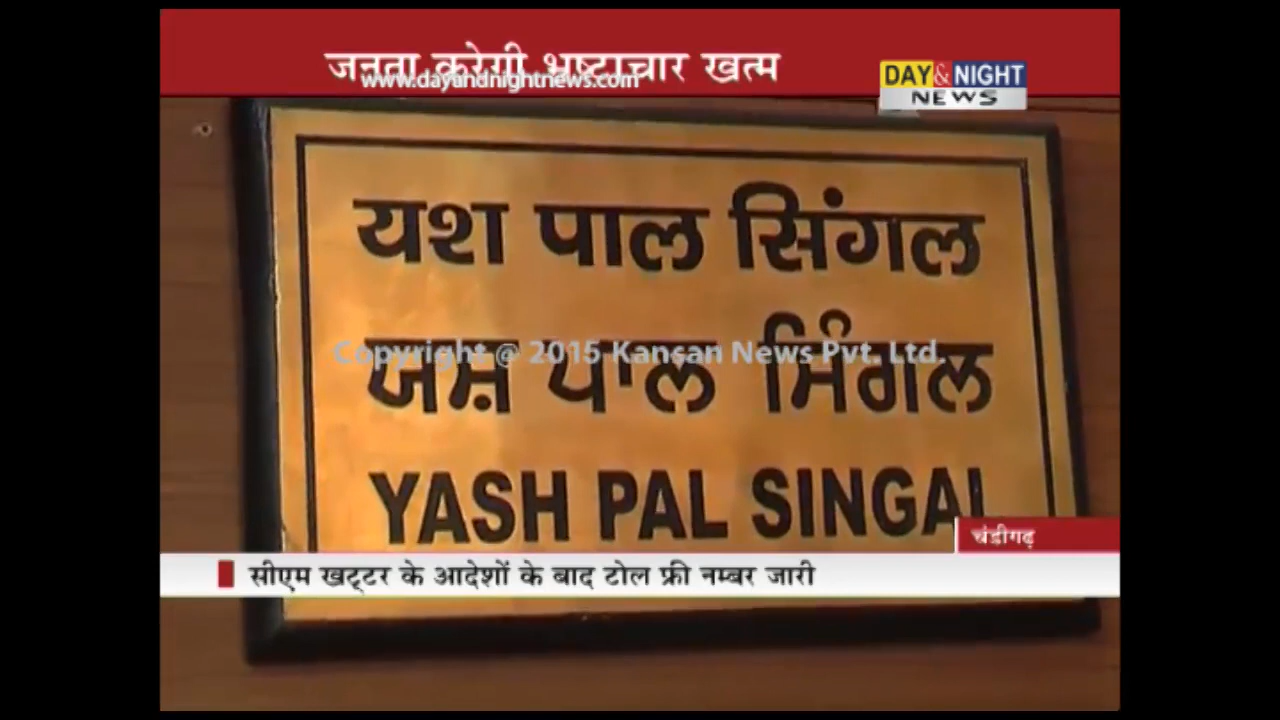 जनता करेगी भ्रष्टाचार खत्म
www.dayandnightnews.com
DAY & NIGHT
NEWS
यश पाल सिंगल
ਯਸ਼ ਪਾਲ ਸਿੰਗਲ
Copyright @ 2015 Kansan News Pvt. Ltd.
YASH PAL SINGAL
चंडीगढ़
सीएम खट्टर के आदेशों के बाद टोल फ्री नम्बर जारी